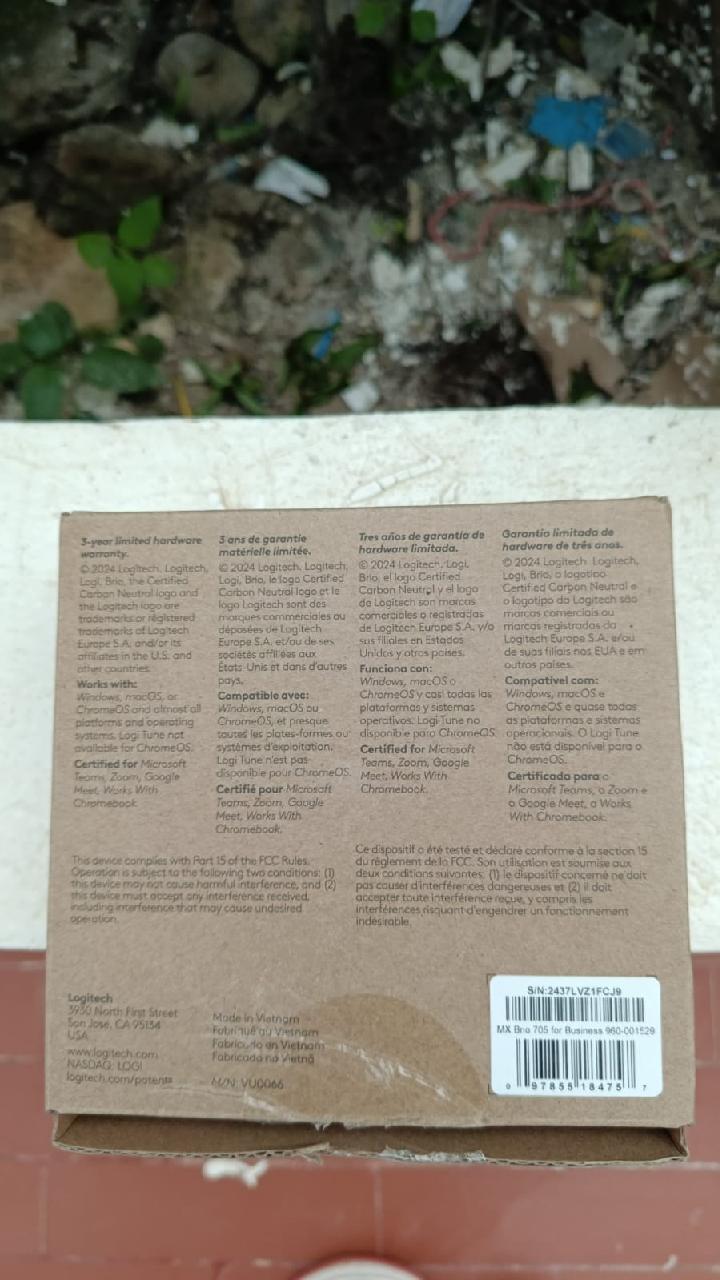 3-year limited hardware
warranty.
© 2024 Logitech. Logitech,
Logi, Brio, the Certified
Carbon Neutral logo and
the Logitech logo are
trademarks or registered
trademarks of Logitech
Europe S.A. and/or its
affiliates in the U.S. and
other countries.
Works with:
Windows, macOS, or
ChromeOS and almost all
platforms and operating
systems. Logi Tune not
available for ChromeOS.
Certified for Microsoft
Teams, Zoom, Google
Meet, Works With
Chromebook.
3 ans de garantie
matérielle limitée.
© 2024 Logitech. Logitech,
Logi, Brio, le logo Certified
Carbon Neutral logo et le
logo Logitech sont des
marques commerciales ou
déposées de Logitech
Europe S.A. et/ou de ses
sociétés affiliées aux
États-Unis et dans d'autres
pays.
Compatible avec:
Windows, macOS ou
ChromeOS, et presque
toutes les plates-formes ou
systèmes d'exploitation.
Logi Tune n'est pas
disponible pour ChromeOS.
Certifié pour Microsoft
Teams, Zoom, Google
Meet, Works With
Chromebook.
Tres años de garantía de
hardware limitada.
© 2024 Logitech. Logi,
Brio, el logo Certified
Carbon Neutral y el logo
de Logitech son marcas
comerciales o registradas
de Logitech Europe S.A. y/o
sus filiales en Estados
Unidos y otros países.
Funciona con:
Windows, macOS o
ChromeOS y casi todas las
plataformas y sistemas
operativos. Logi Tune no
disponible para ChromeOS.
Certified for Microsoft
Teams, Zoom, Google
Meet, Works With
Chromebook.
Garantia limitada de
hardware de três anos.
© 2024 Logitech. Logitech,
Logi, Brio, o logotipo
Certified Carbon Neutral e
o logotipo da Logitech são
marcas comerciais ou
marcas registradas da
Logitech Europe S.A. e/ou
de suas filiais nos EUA e em
outros países.
Compatível com:
Windows, macOS e
ChromeOS e quase todas
as plataformas e sistemas
operacionais. O Logi Tune
não está disponível para o
ChromeOS.
Certificado para o
Microsoft Teams, o Zoom e
o Google Meet, a Works
With Chromebook.
This device complies with Part 15 of the FCC Rules.
Operation is subject to the following two conditions: (1)
this device may not cause harmful interference, and (2)
this device must accept any interference received,
including interference that may cause undesired
operation.
Ce dispositif a été testé et déclaré conforme à la section 15
du règlement de la FCC. Son utilisation est soumise aux
deux conditions suivantes: (1) le dispositif concerné ne doit
pas causer d'interférences dangereuses et (2) il doit
accepter toute interférence reçue, y compris les
interférences risquant d'engendrer un fonctionnement
indésirable.
Logitech
3930 North First Street
San Jose, CA 95134
USA
www.logitech.com
NASDAQ: LOGI
logitech.com/patents
Made in Vietnam
Fabriqué au Vietnam
Fabricado en Vietnam
Fabricado no Vietnã
M/N: VU0066
S/N:2437LVZ1FCJ9
MX Brio 705 for Business 960-001529
0 97855 18475 7